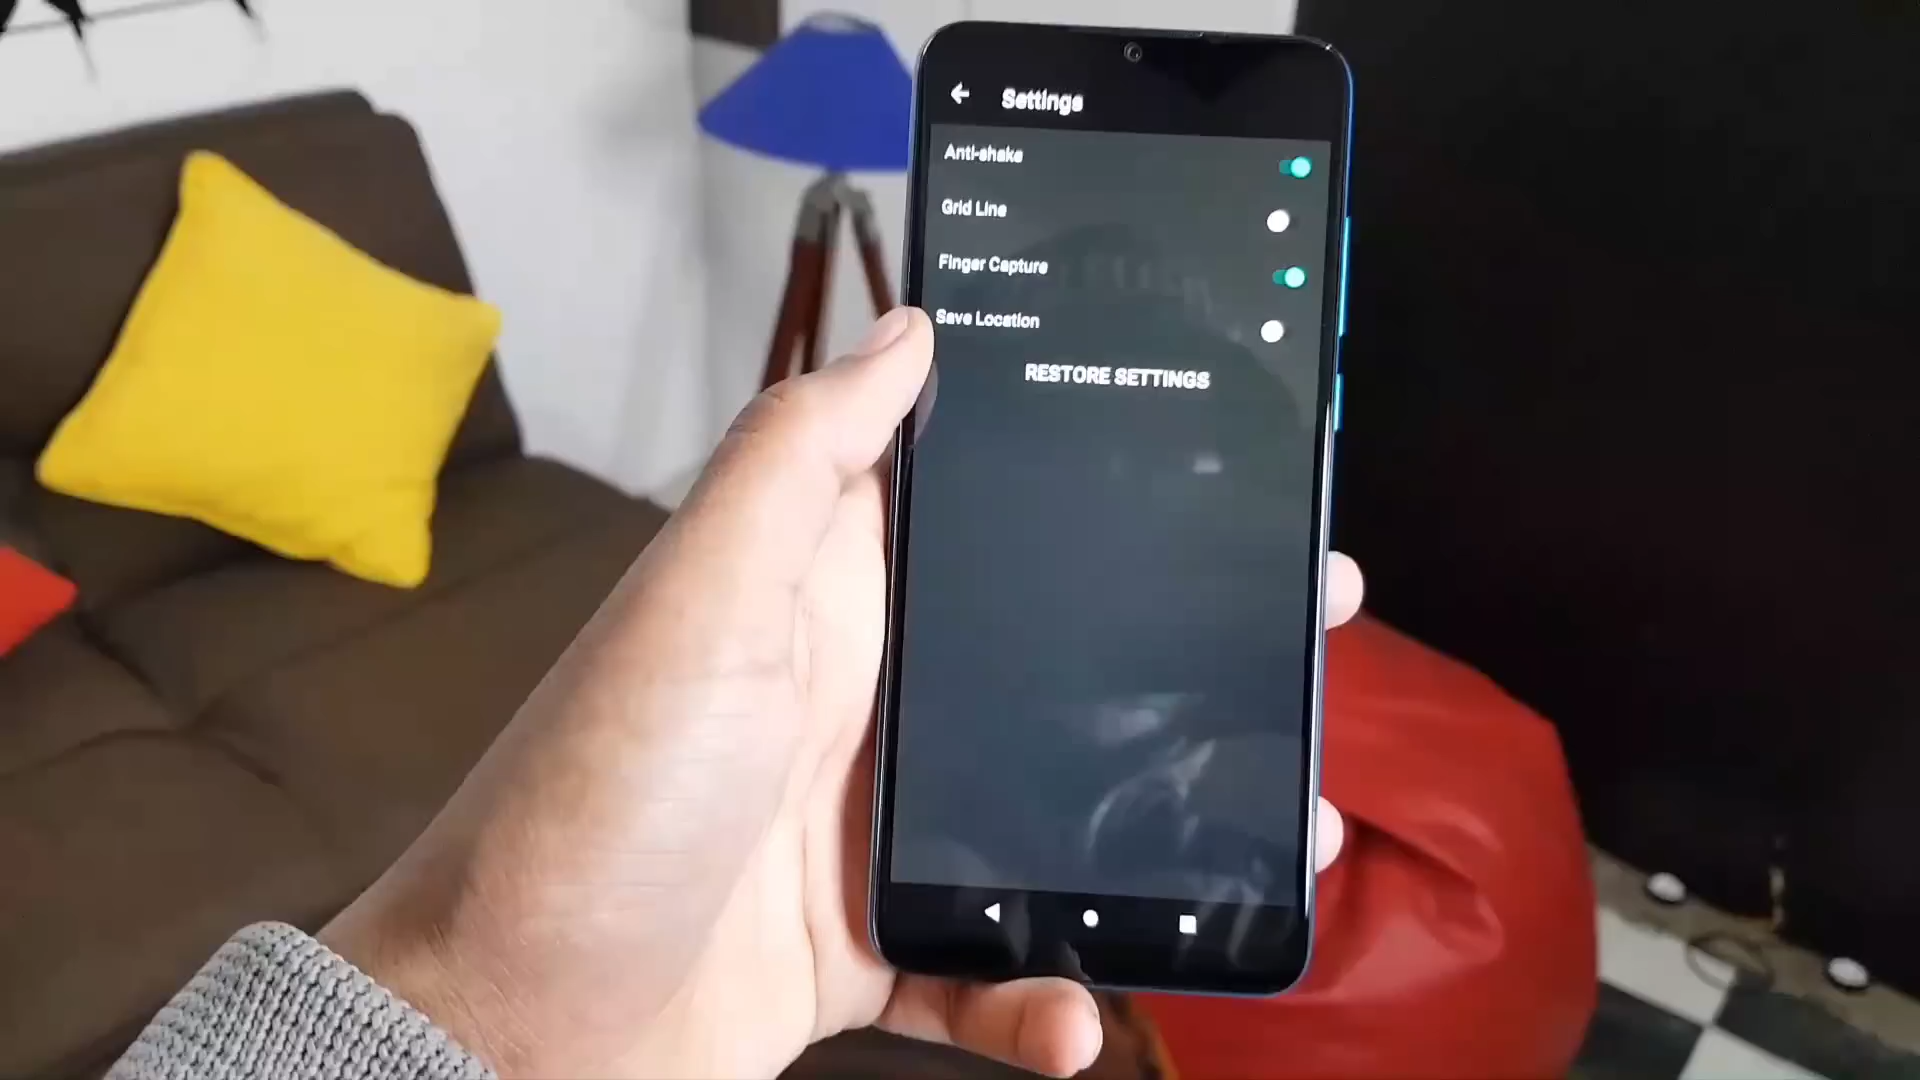 Settings
Anti-shake
Grid Line
Finger Capture
Save Location
RESTORE SETTINGS